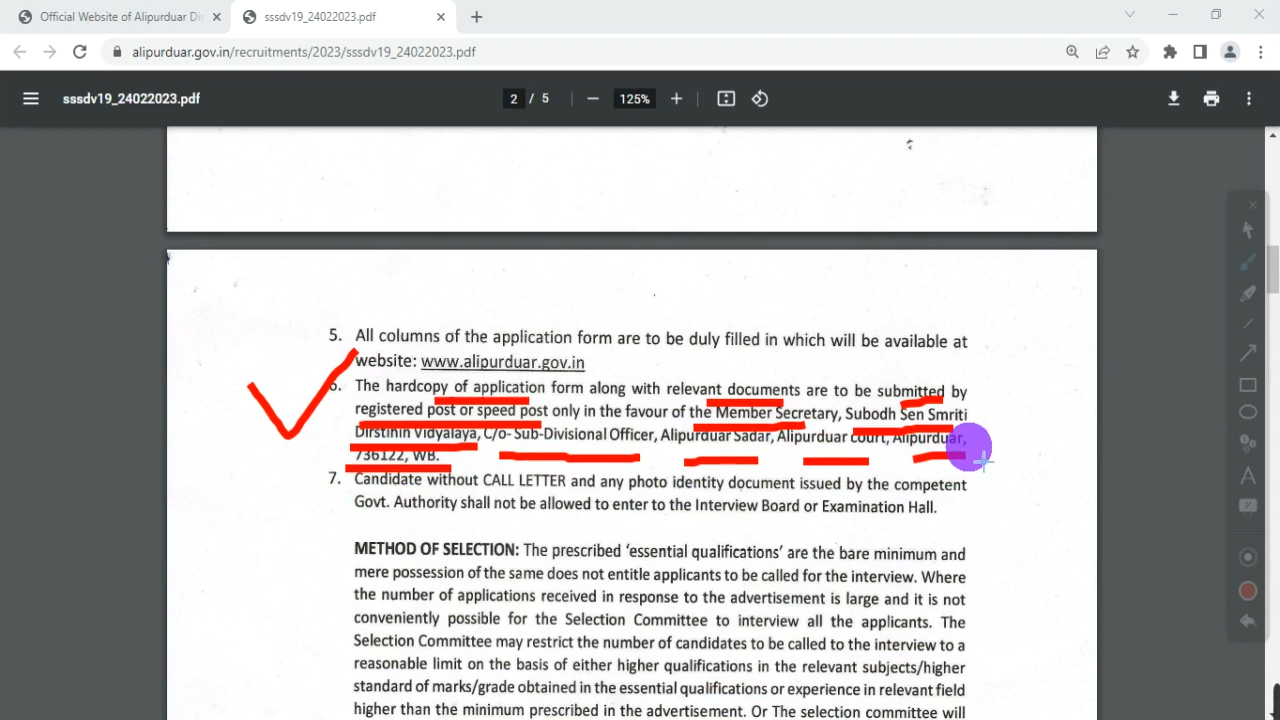 Official Website of Alipurduar Dis
sssdv19_24022023.pdf
alipurduar.gov.in/recruitments/2023/sssdv19_24022023.pdf
sssdv19_24022023.pdf
2 / 5
125%
5. All columns of the application form are to be duly filled in which will be available at
website: www.alipurduar.gov.in
6. The hardcopy of application form along with relevant documents are to be submitted by
registered post or speed post only in the favour of the Member Secretary, Subodh Sen Smriti
Dirstihin Vidyalaya, C/o- Sub-Divisional Officer, Alipurduar Sadar, Alipurduar court, Alipurduar,
736122, WB.
7. Candidate without CALL LETTER and any photo identity document issued by the competent
Govt. Authority shall not be allowed to enter to the Interview Board or Examination Hall.
METHOD OF SELECTION: The prescribed 'essential qualifications' are the bare minimum and
mere possession of the same does not entitle applicants to be called for the interview. Where
the number of applications received in response to the advertisement is large and it is not
conveniently possible for the Selection Committee to interview all the applicants. The
Selection Committee may restrict the number of candidates to be called to the interview to a
reasonable limit on the basis of either higher qualifications in the relevant subjects/higher
standard of marks/grade obtained in the essential qualifications or experience in relevant field
higher than the minimum prescribed in the advertisement. Or The selection committee will